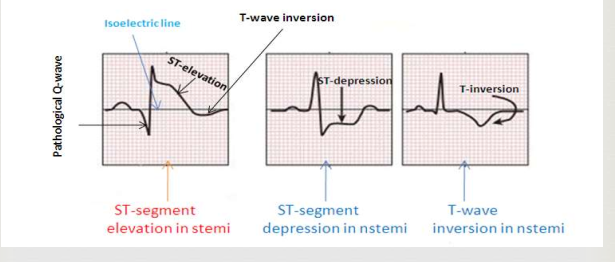 Isoelectric line
T-wave inversion
Pathological Q-wave
ST-elevation
ST-depression
T-inversion
ST-segment
elevation in stemi
ST-segment
depression in nstemi
T-wave
inversion in nstemi